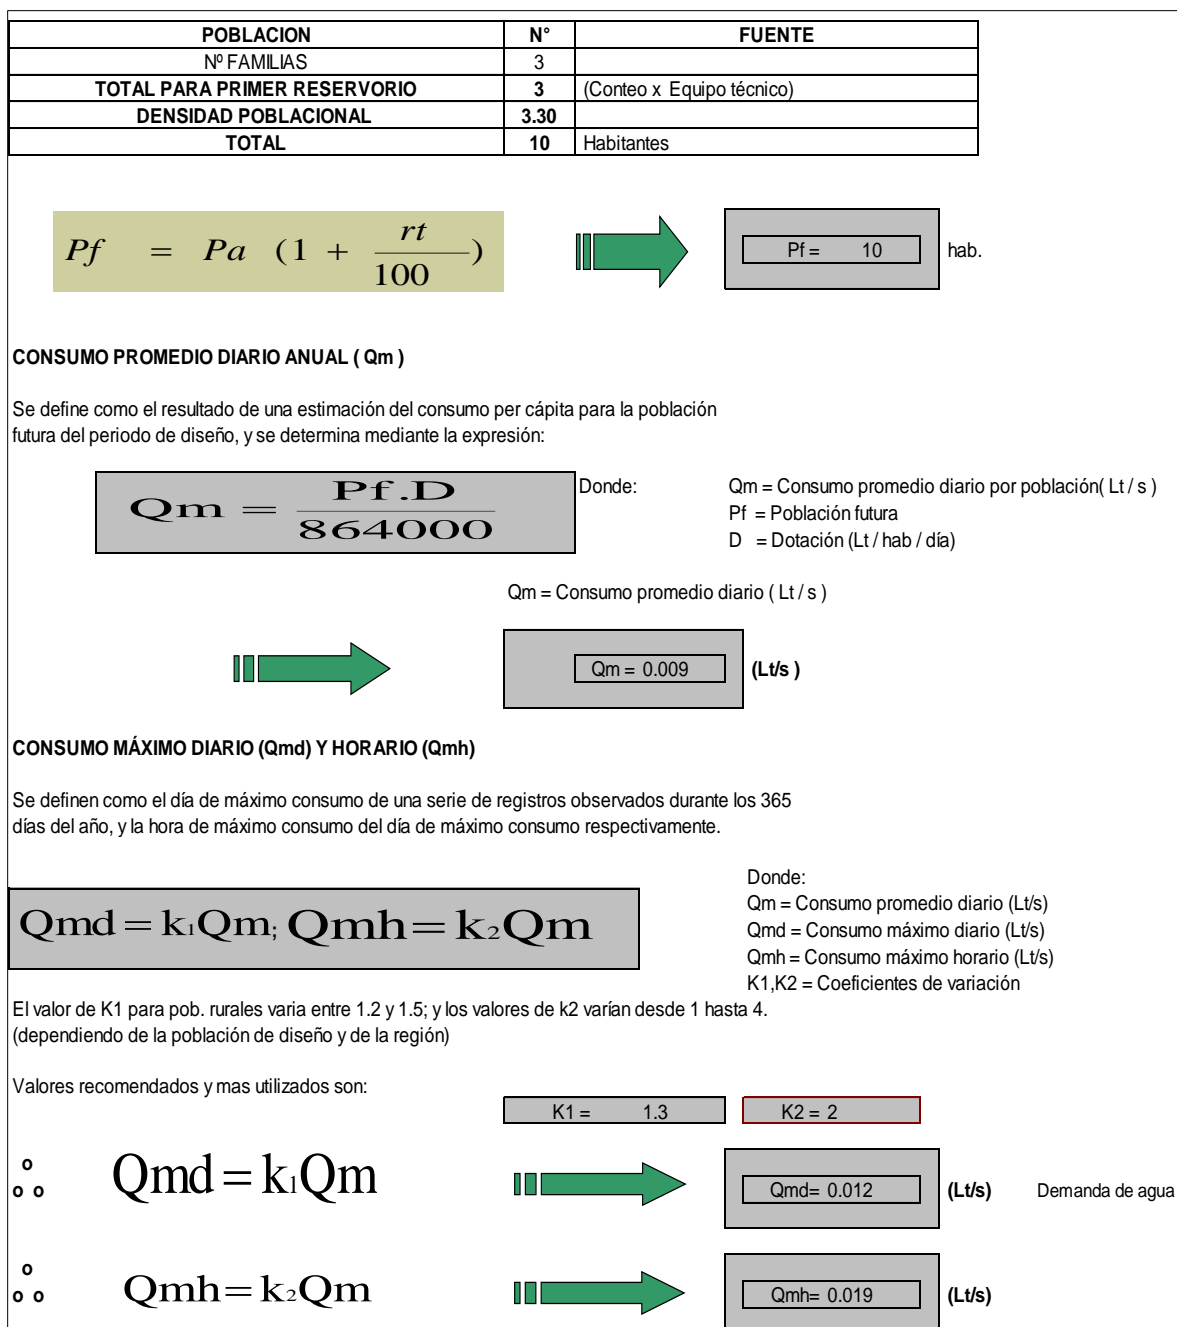 POBLACION N° FUENTE
Nº FAMILIAS 3
TOTAL PARA PRIMER RESERVORIO 3 (Conteo x Equipo técnico)
DENSIDAD POBLACIONAL 3.30
TOTAL 10 Habitantes
Pf = Pa (1 + rt/100) Pf = 10 hab.
CONSUMO PROMEDIO DIARIO ANUAL ( Qm )
Se define como el resultado de una estimación del consumo per cápita para la población
futura del periodo de diseño, y se determina mediante la expresión:
Qm = Pf.D/864000
Donde: Qm = Consumo promedio diario por población( Lt / s )
Pf = Población futura
D = Dotación (Lt / hab / día)
Qm = Consumo promedio diario ( Lt / s )
Qm = 0.009 (Lt/s )
CONSUMO MÁXIMO DIARIO (Qmd) Y HORARIO (Qmh)
Se definen como el día de máximo consumo de una serie de registros observados durante los 365
días del año, y la hora de máximo consumo del día de máximo consumo respectivamente.
Qmd = k₁Qm; Qmh = k₂Qm
Donde:
Qm = Consumo promedio diario (Lt/s)
Qmd = Consumo máximo diario (Lt/s)
Qmh = Consumo máximo horario (Lt/s)
K1,K2 = Coeficientes de variación
El valor de K1 para pob. rurales varia entre 1.2 y 1.5; y los valores de k2 varían desde 1 hasta 4.
(dependiendo de la población de diseño y de la región)
Valores recomendados y mas utilizados son:
K1 = 1.3 K2 = 2
o
o o Qmd = k₁Qm Qmd= 0.012 (Lt/s) Demanda de agua
o
o o Qmh = k₂Qm Qmh= 0.019 (Lt/s)